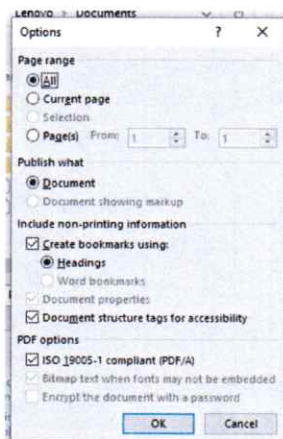 Lenovo > Documents
Options ? ×
Page range
All
Current page
Selection
Page(s) From: 1 To: 1
Publish what
Document
Document showing markup
Include non-printing information
Create bookmarks using:
Headings
Word bookmarks
Document properties
Document structure tags for accessibility
PDF options
ISO 19005-1 compliant (PDF/A)
Bitmap text when fonts may not be embedded
Encrypt the document with a password
OK Cancel